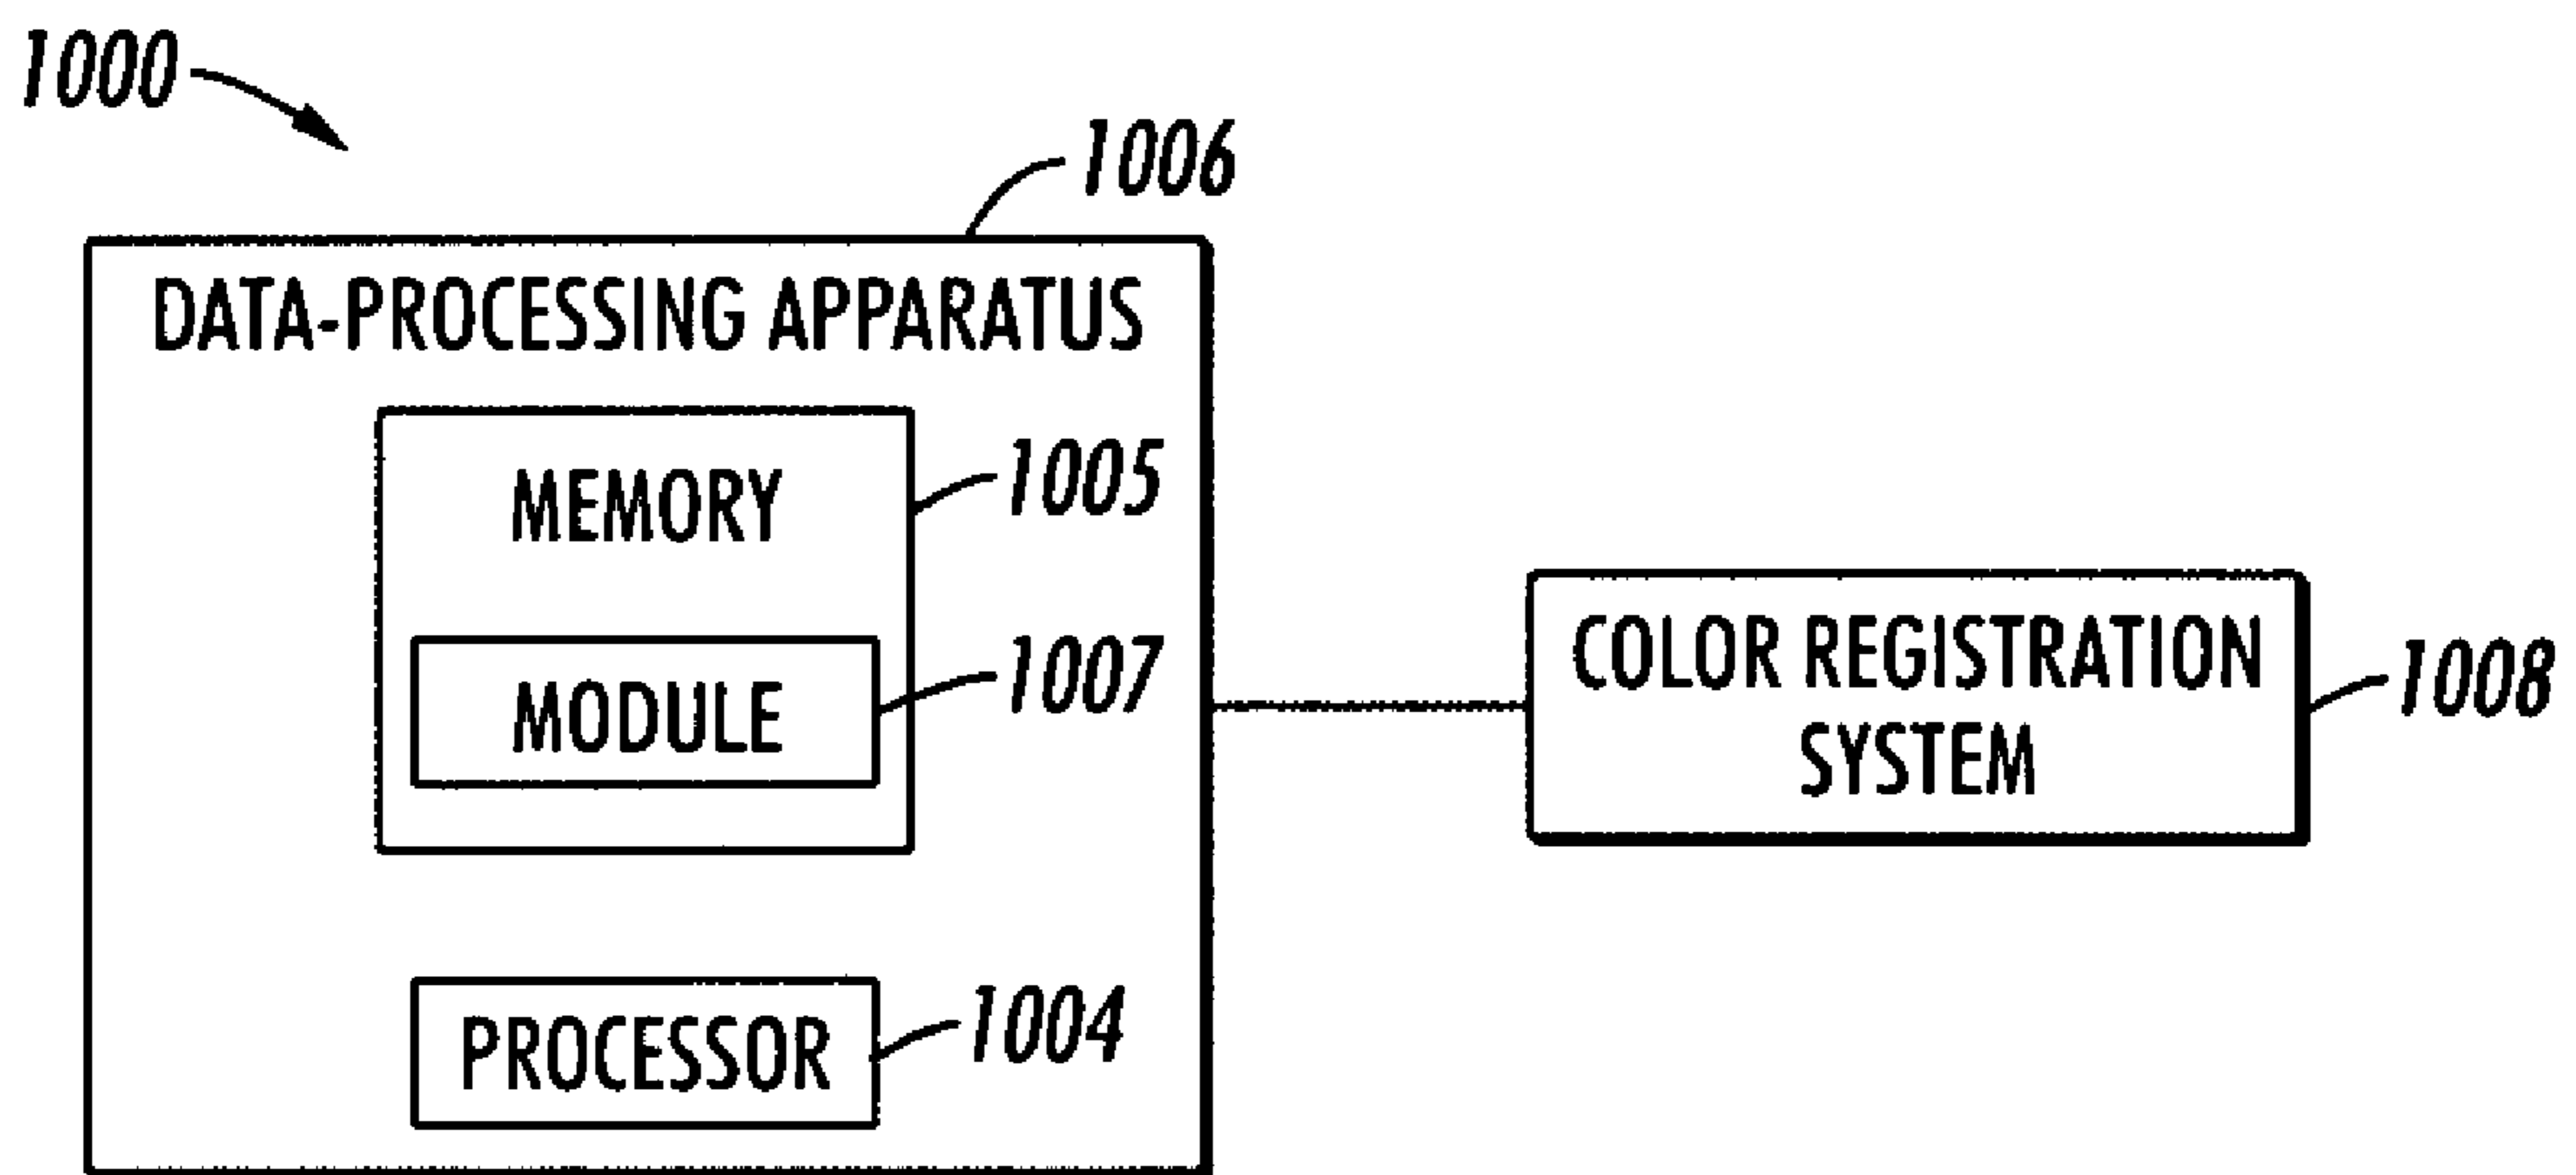 1000
1006
DATA-PROCESSING APPARATUS
MEMORY
1005
MODULE
1007
PROCESSOR
1004
COLOR REGISTRATION
SYSTEM
1008